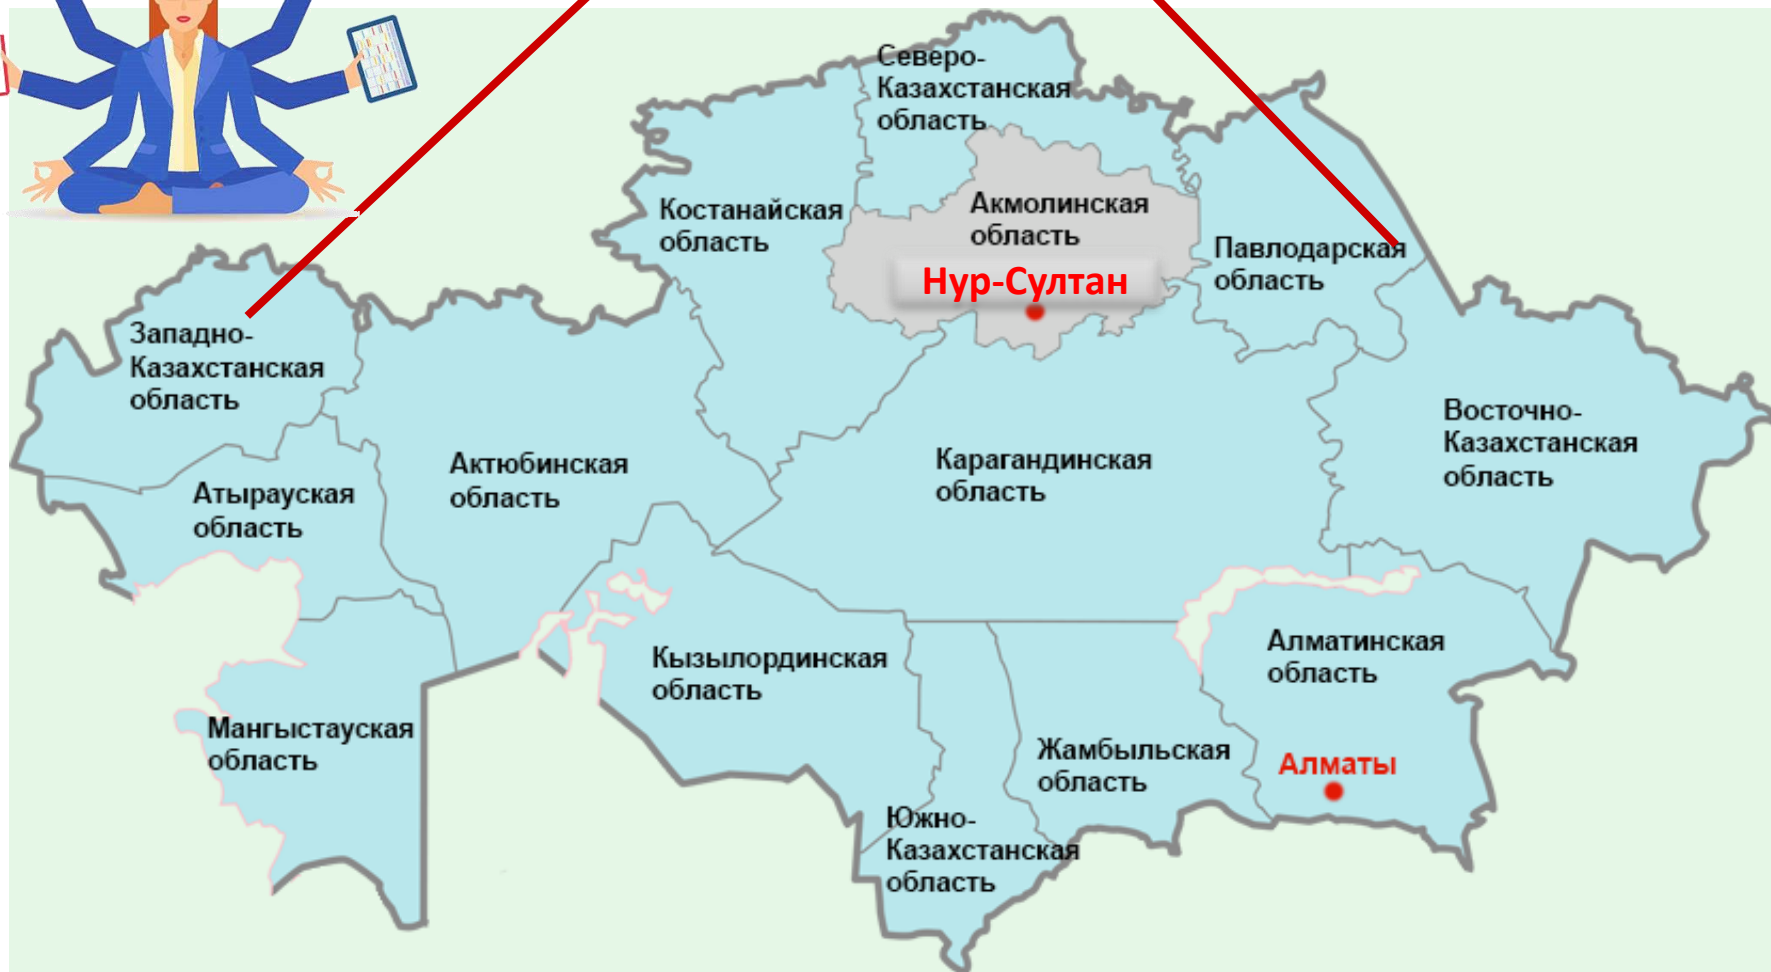 Северо-
Казахстанская
область
Костанайская
область
Акмолинская
область
Павлодарская
область
Нур-Султан
Западно-
Казахстанская
область
Восточно-
Казахстанская
область
Актюбинская
область
Карагандинская
область
Атырауская
область
Кызылординская
область
Алматинская
область
Мангыстауская
область
Жамбыльская
область
Алматы
Южно-
Казахстанская
область